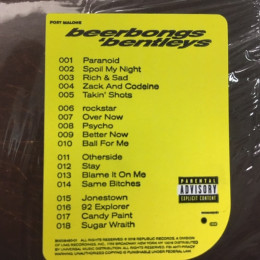 POST MALONE
beerbongs
bentleys
001 Paranoid
002 Spoil My Night
003 Rich & Sad
004 Zack And Codeine
005 Takin' Shots
006 rockstar
007 Over Now
008 Psycho
009 Better Now
010 Ball For Me
011 Otherside
012 Stay
013 Blame It On Me
014 Same Bitches
015 Jonestown
016 92 Explorer
017 Candy Paint
018 Sugar Wraith
PARENTAL
ADVISORY
EXPLICIT CONTENT